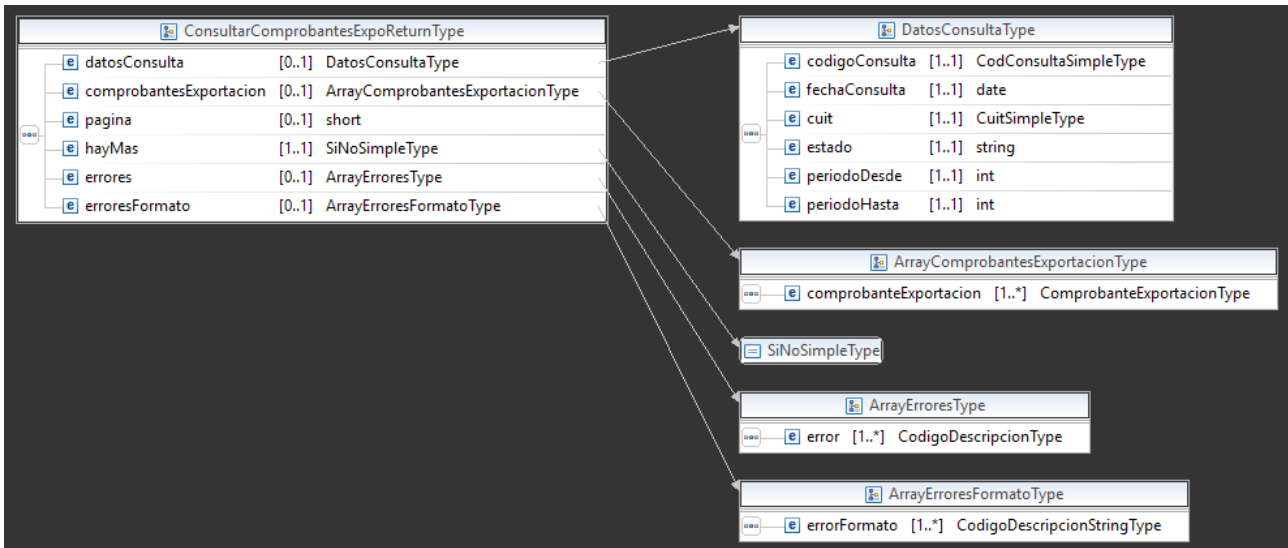 ConsultarComprobantesExpoReturnType
e datosConsulta [0..1] DatosConsultaType
e comprobantesExportacion [0..1] ArrayComprobantesExportacionType
e pagina [0..1] short
e hayMas [1..1] SiNoSimpleType
e errores [0..1] ArrayErroresType
e erroresFormato [0..1] ArrayErroresFormatoType
DatosConsultaType
e codigoConsulta [1..1] CodConsultaSimpleType
e fechaConsulta [1..1] date
e cuit [1..1] CuitSimpleType
e estado [1..1] string
e periodoDesde [1..1] int
e periodoHasta [1..1] int
ArrayComprobantesExportacionType
e comprobanteExportacion [1..*] ComprobanteExportacionType
SiNoSimpleType
ArrayErroresType
e error [1..*] CodigoDescripcionType
ArrayErroresFormatoType
e errorFormato [1..*] CodigoDescripcionStringType